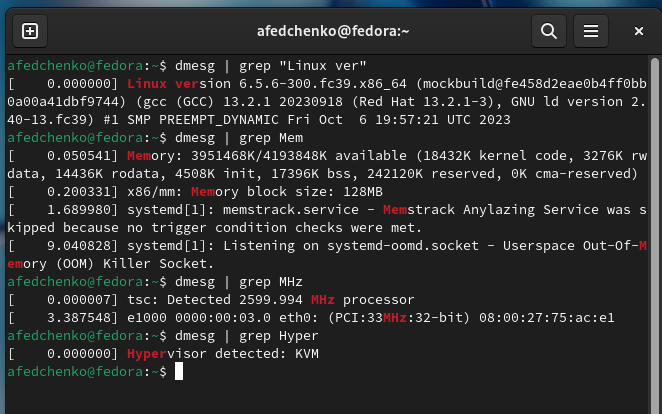 afedchenko@fedora:~
afedchenko@fedora:~$ dmesg | grep "Linux ver"
[    0.000000] Linux version 6.5.6-300.fc39.x86_64 (mockbuild@fe458d2eae0b4ff0bb
0a00a41dbf9744) (gcc (GCC) 13.2.1 20230918 (Red Hat 13.2.1-3), GNU ld version 2.
40-13.fc39) #1 SMP PREEMPT_DYNAMIC Fri Oct  6 19:57:21 UTC 2023
afedchenko@fedora:~$ dmesg | grep Mem
[    0.050541] Memory: 3951468K/4193848K available (18432K kernel code, 3276K rw
data, 14436K rodata, 4508K init, 17396K bss, 242120K reserved, 0K cma-reserved)
[    0.200331] x86/mm: Memory block size: 128MB
[    1.689980] systemd[1]: memstrack.service - Memstrack Anylazing Service was s
kipped because no trigger condition checks were met.
[    9.040828] systemd[1]: Listening on systemd-oomd.socket - Userspace Out-Of-M
emory (OOM) Killer Socket.
afedchenko@fedora:~$ dmesg | grep MHz
[    0.000007] tsc: Detected 2599.994 MHz processor
[    3.387548] e1000 0000:00:03.0 eth0: (PCI:33MHz:32-bit) 08:00:27:75:ac:e1
afedchenko@fedora:~$ dmesg | grep Hyper
[    0.000000] Hypervisor detected: KVM
afedchenko@fedora:~$